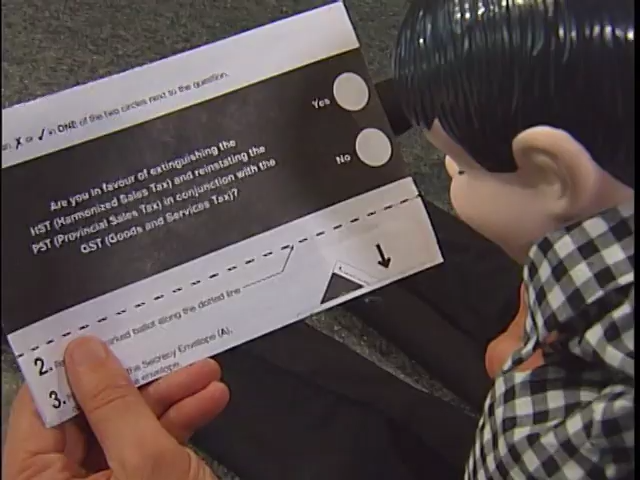 an X or ✓ in ONE of the two circles next to the question.
Yes
No
Are you in favour of extinguishing the
HST (Harmonized Sales Tax) and reinstating the
PST (Provincial Sales Tax) in conjunction with the
GST (Goods and Services Tax)?
2. ballot along the dotted line
the Secrecy Envelope (A),
3. envelope.